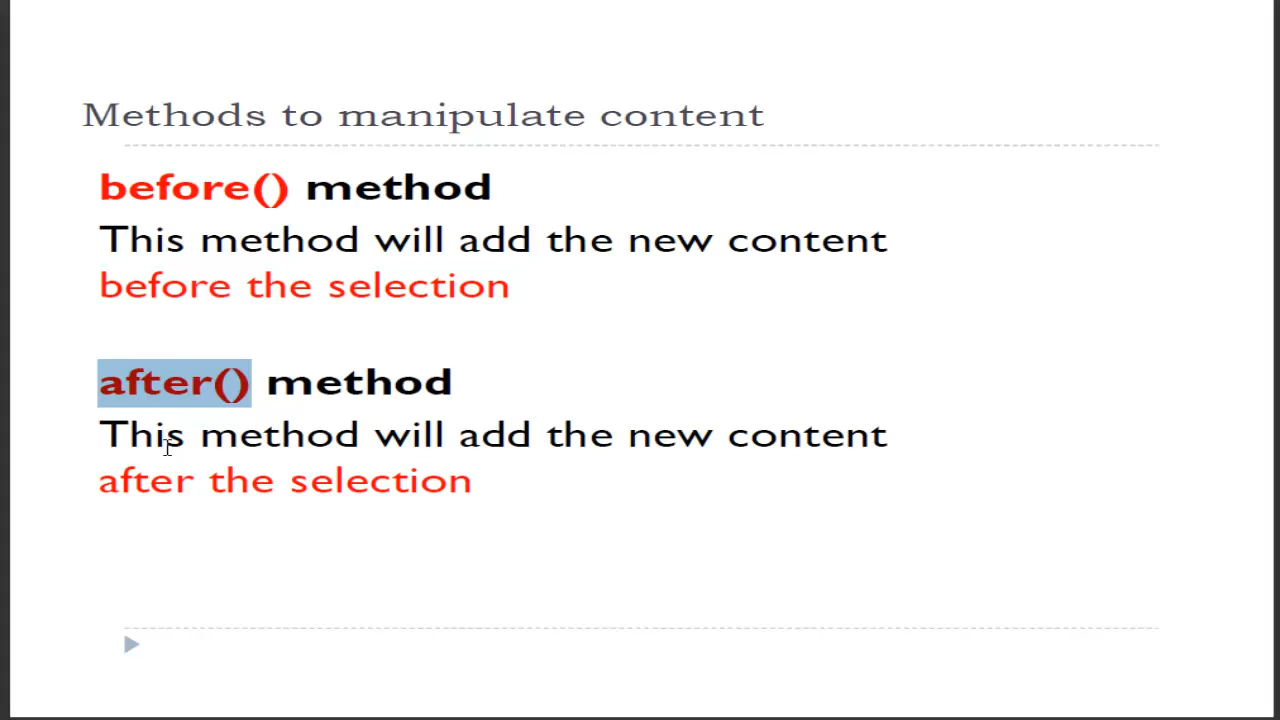 Methods to manipulate content
before() method
This method will add the new content
before the selection
after() method
This method will add the new content
after the selection